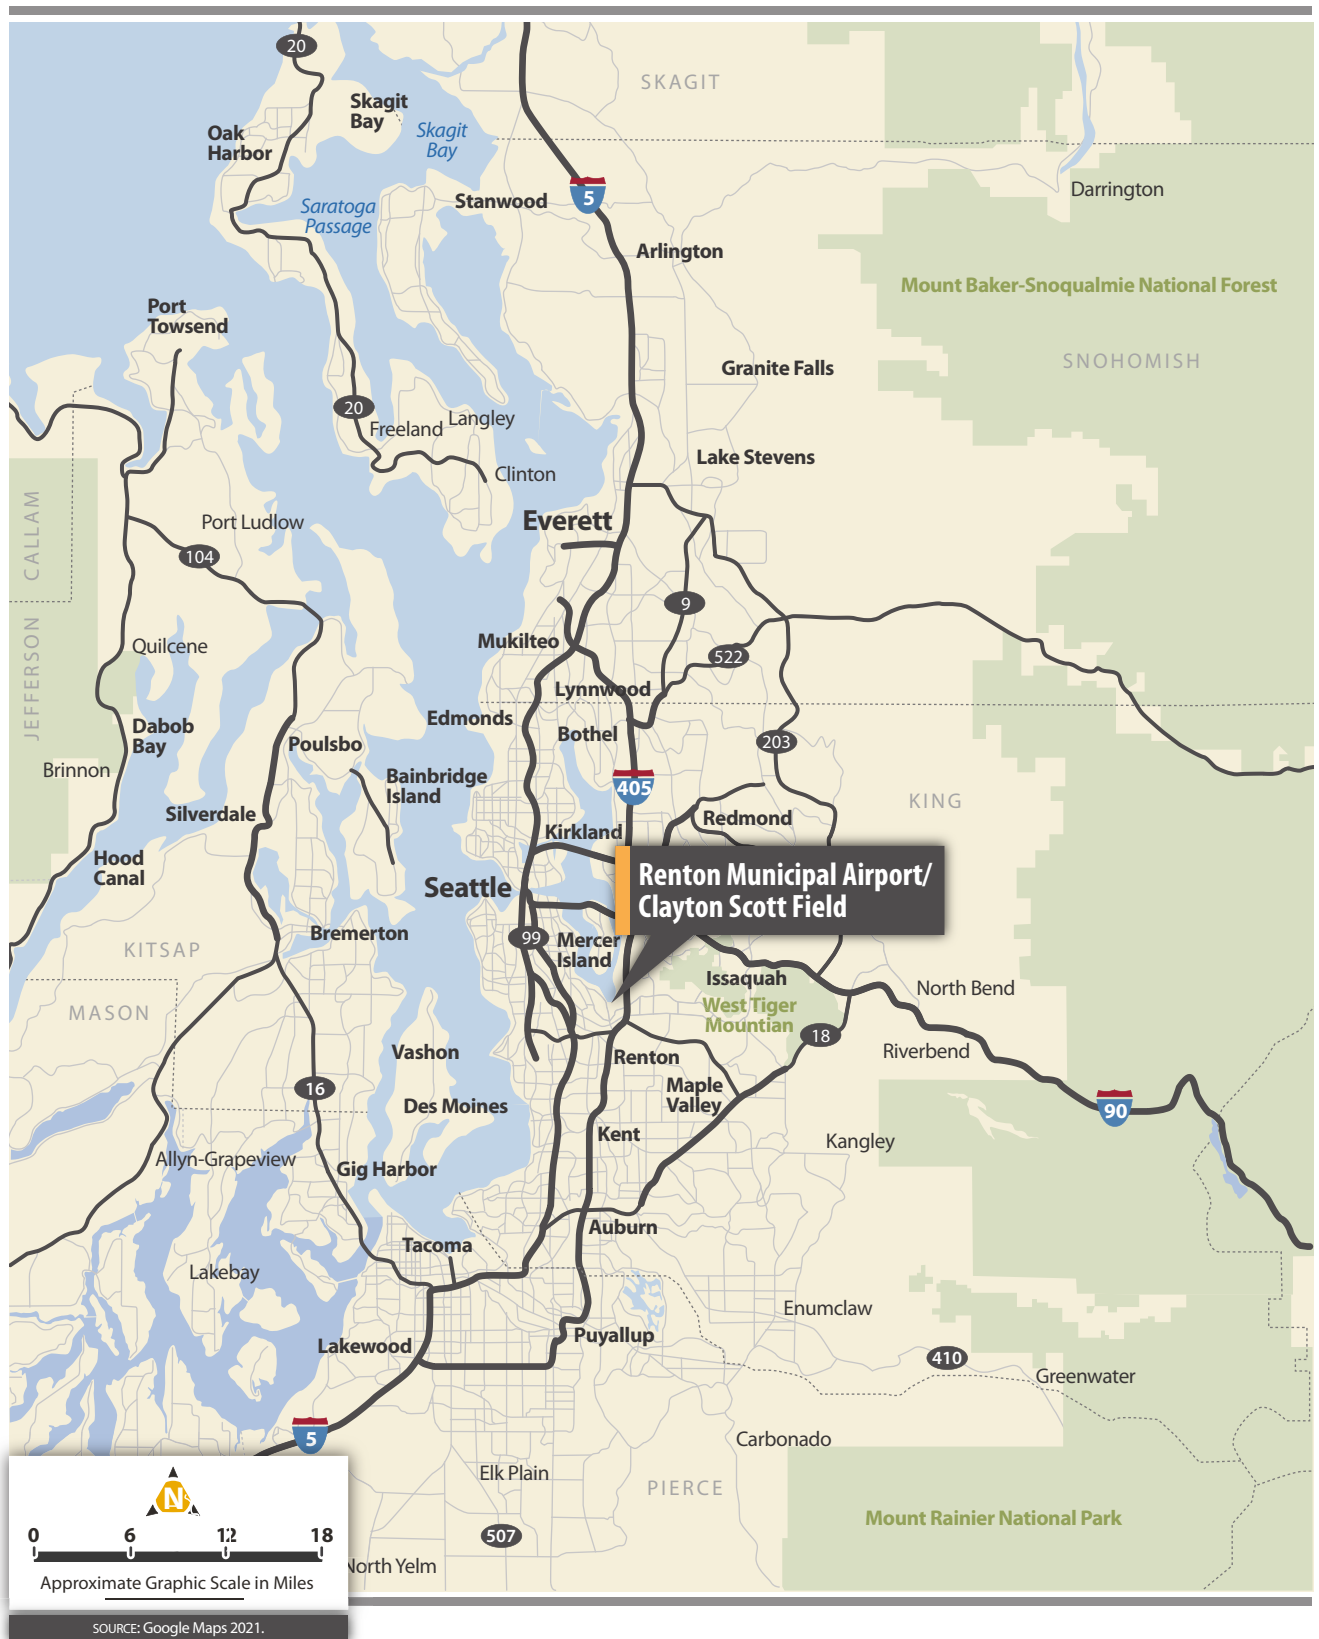 20
SKAGIT
Skagit
Bay
Skagit
Bay
Oak
Harbor
Darrington
5
Stanwood
Saratoga
Passage
Arlington
Mount Baker-Snoqualmie National Forest
Port
Towsend
SNOHOMISH
Granite Falls
20
Langley
Freeland
Lake Stevens
Clinton
CALLAM
Everett
Port Ludlow
104
9
JEFFERSON
Quilcene
Mukilteo
522
Lynnwood
Edmonds
Dabob
Bay
Bothel
Poulsbo
203
Brinnon
Bainbridge
Island
405
KING
Silverdale
Redmond
Kirkland
Hood
Canal
Renton Municipal Airport/
Clayton Scott Field
Seattle
Bremerton
99
Mercer
Island
KITSAP
Issaquah
North Bend
West Tiger
Mountian
MASON
18
Vashon
Renton
Riverbend
16
Maple
Valley
Des Moines
90
Kent
Kangley
Allyn-Grapeview
Gig Harbor
Auburn
Tacoma
Lakebay
Enumclaw
Puyallup
Lakewood
410
Greenwater
5
Carbonado
Elk Plain
PIERCE
Mount Rainier National Park
507
North Yelm
N
0 6 12 18
Approximate Graphic Scale in Miles
SOURCE: Google Maps 2021.